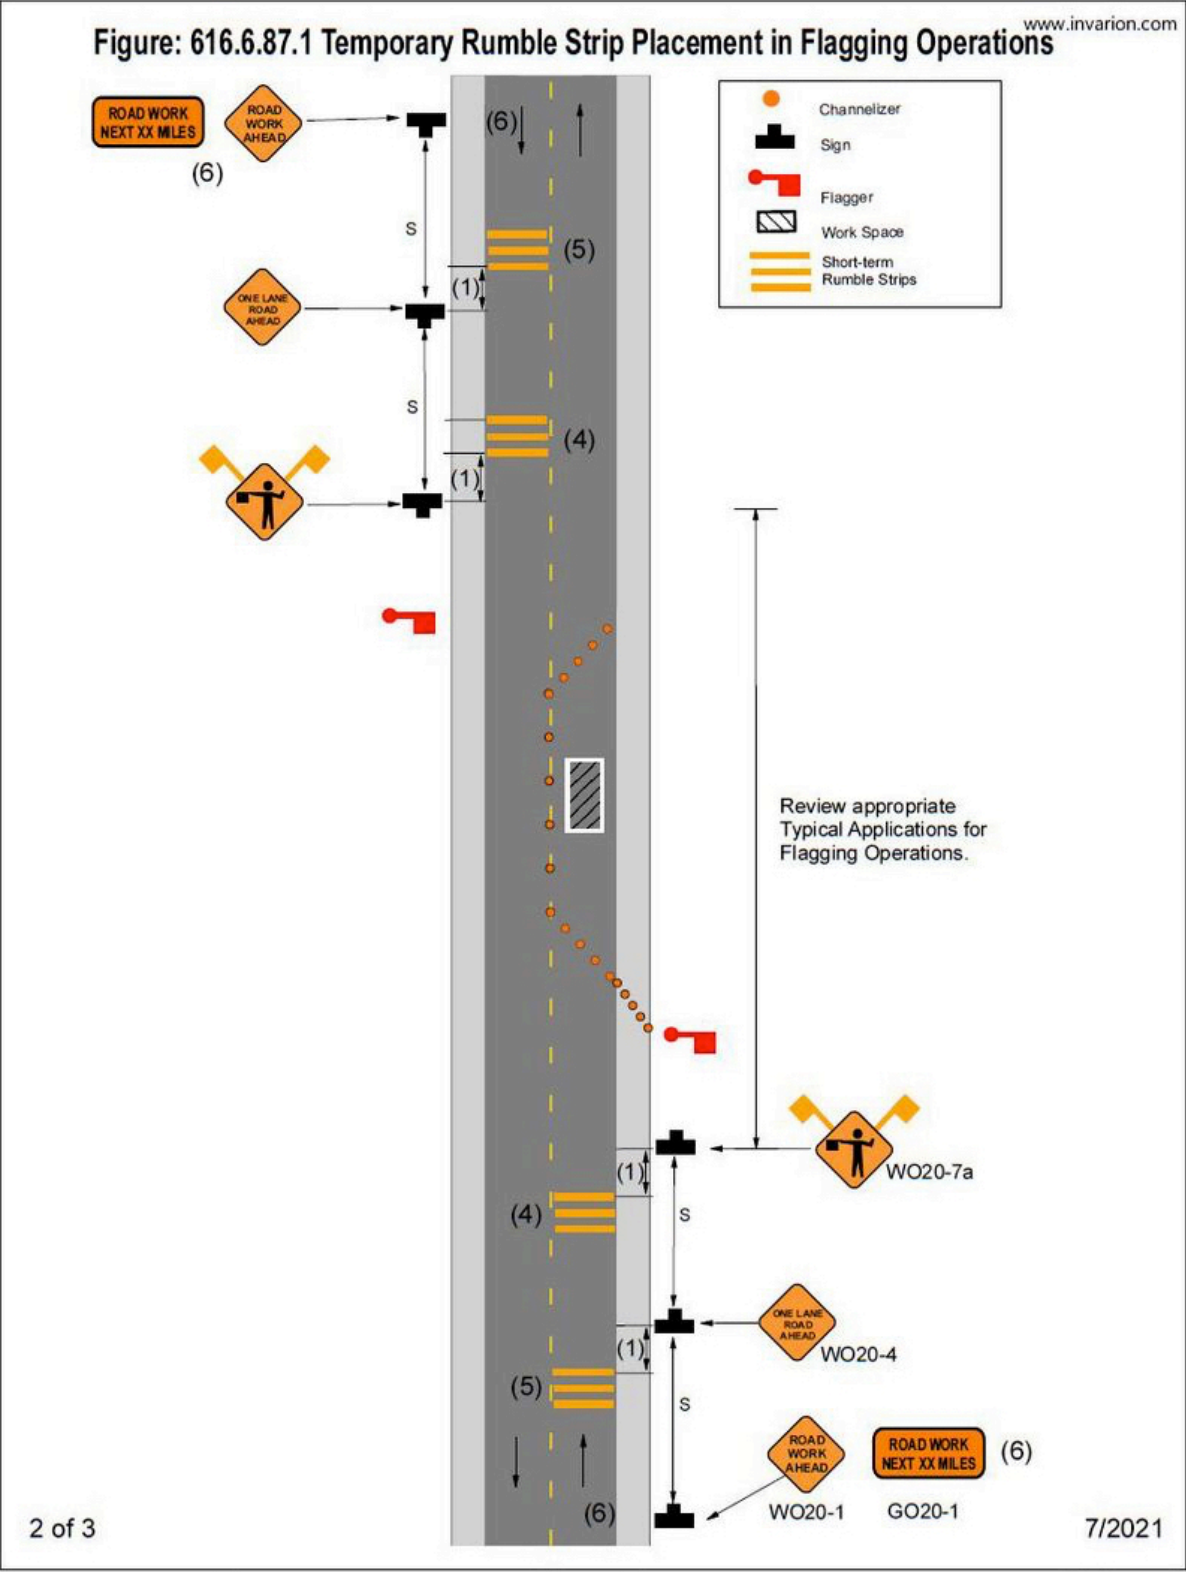 www.invarion.com
Figure: 616.6.87.1 Temporary Rumble Strip Placement in Flagging Operations
ROAD WORK
NEXT XX MILES
ROAD
WORK
AHEAD
(6)
(6)
Channelizer
Sign
Flagger
Work Space
Short-term
Rumble Strips
S
(5)
(1)
ONE LANE
ROAD
AHEAD
S
(4)
(1)
Review appropriate
Typical Applications for
Flagging Operations.
WO20-7a
(1)
(4)
S
ONE LANE
ROAD
AHEAD
WO20-4
(1)
(5)
S
ROAD
WORK
AHEAD
ROAD WORK
NEXT XX MILES
(6)
WO20-1
GO20-1
(6)
2 of 3
7/2021